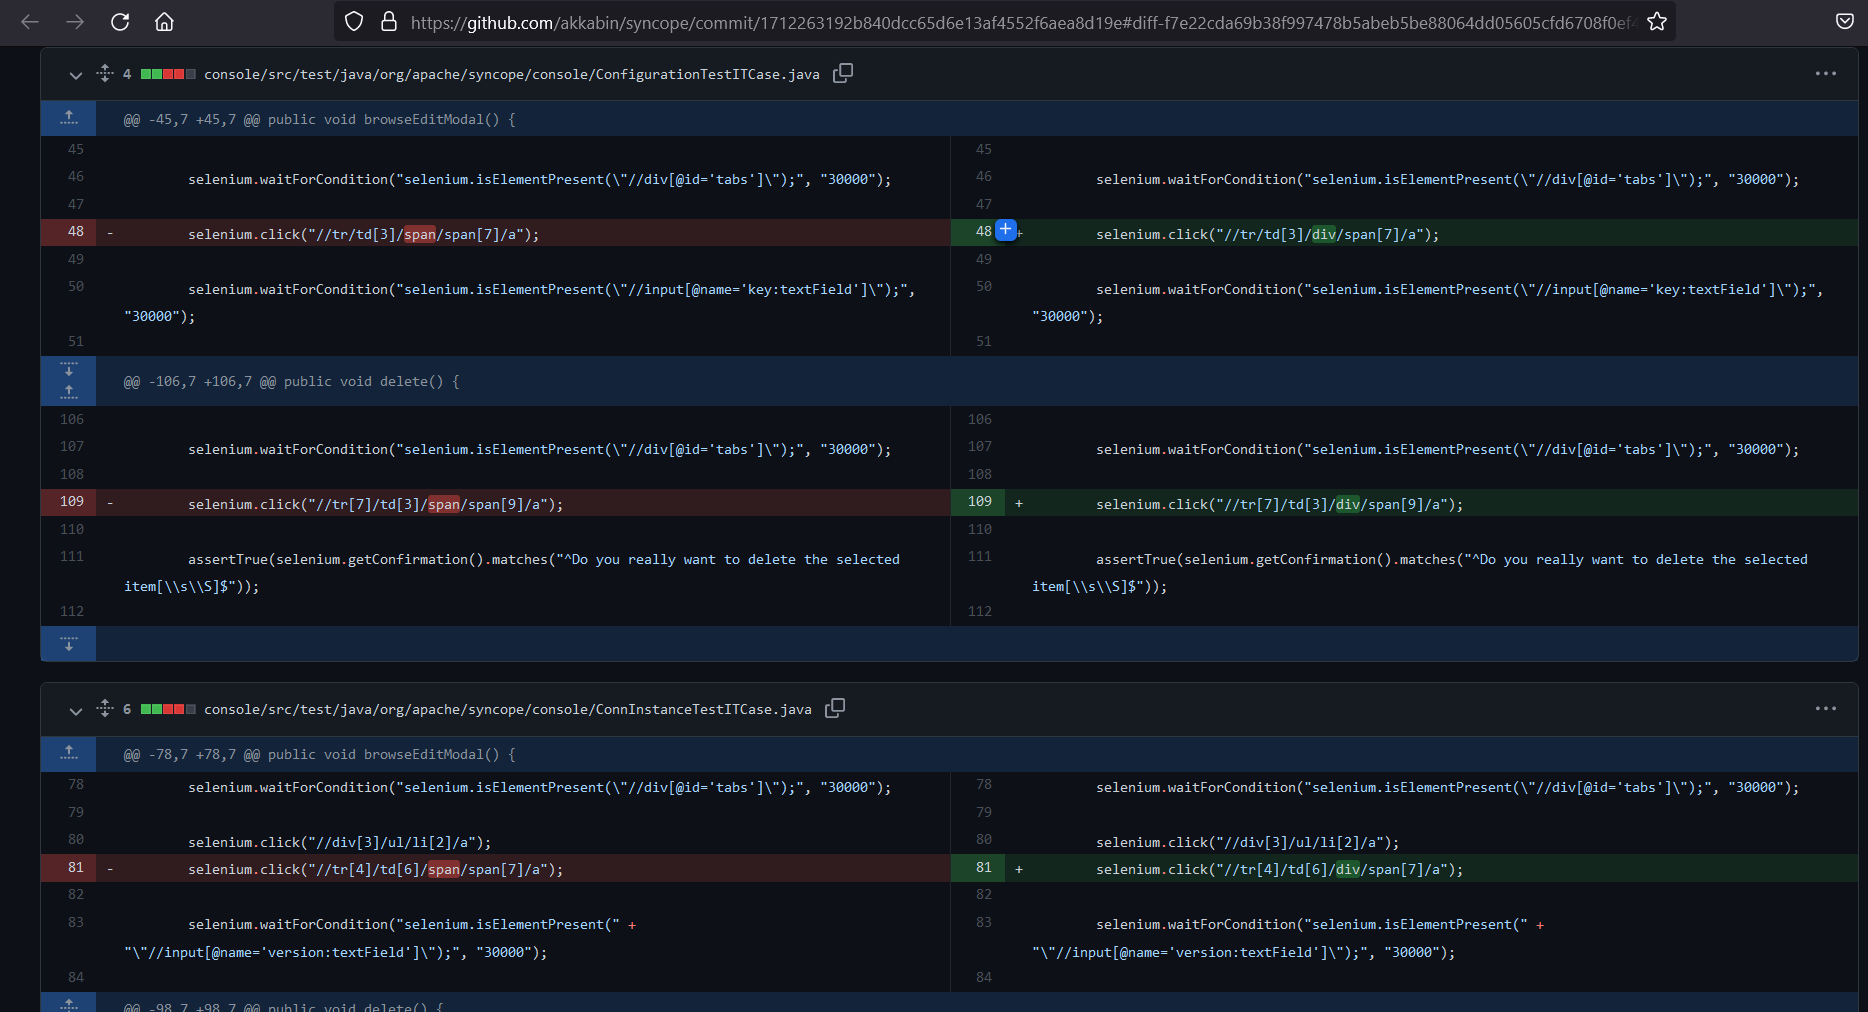 https://github.com/akkabin/syncope/commit/1712263192b840dcc65d6e13af4552f6aea8d19e#diff-f7e22cda69b38f997478b5abeb5be88064dd05605cfd6708f0ef4
4 console/src/test/java/org/apache/syncope/console/ConfigurationTestITCase.java
@@ -45,7 +45,7 @@ public void browseEditModal() {
45 45
46 selenium.waitForCondition("selenium.isElementPresent(\"//div[@id='tabs']\");", "30000"); 46 selenium.waitForCondition("selenium.isElementPresent(\"//div[@id='tabs']\");", "30000");
47 47
48 - selenium.click("//tr/td[3]/span/span[7]/a"); 48 + selenium.click("//tr/td[3]/div/span[7]/a");
49 49
50 selenium.waitForCondition("selenium.isElementPresent(\"//input[@name='key:textField']\");", 50 selenium.waitForCondition("selenium.isElementPresent(\"//input[@name='key:textField']\");",
"30000"); "30000");
51 51
@@ -106,7 +106,7 @@ public void delete() {
106 106
107 selenium.waitForCondition("selenium.isElementPresent(\"//div[@id='tabs']\");", "30000"); 107 selenium.waitForCondition("selenium.isElementPresent(\"//div[@id='tabs']\");", "30000");
108 108
109 - selenium.click("//tr[7]/td[3]/span/span[9]/a"); 109 + selenium.click("//tr[7]/td[3]/div/span[9]/a");
110 110
111 assertTrue(selenium.getConfirmation().matches("^Do you really want to delete the selected 111 assertTrue(selenium.getConfirmation().matches("^Do you really want to delete the selected
item[\\s\\S]$")); item[\\s\\S]$"));
112 112
6 console/src/test/java/org/apache/syncope/console/ConnInstanceTestITCase.java
@@ -78,7 +78,7 @@ public void browseEditModal() {
78 selenium.waitForCondition("selenium.isElementPresent(\"//div[@id='tabs']\");", "30000"); 78 selenium.waitForCondition("selenium.isElementPresent(\"//div[@id='tabs']\");", "30000");
79 79
80 selenium.click("//div[3]/ul/li[2]/a"); 80 selenium.click("//div[3]/ul/li[2]/a");
81 - selenium.click("//tr[4]/td[6]/span/span[7]/a"); 81 + selenium.click("//tr[4]/td[6]/div/span[7]/a");
82 82
83 selenium.waitForCondition("selenium.isElementPresent(" + 83 selenium.waitForCondition("selenium.isElementPresent(" +
"\"//input[@name='version:textField']\");", "30000"); "\"//input[@name='version:textField']\");", "30000");
84 84
@@ -98,7 +98,7 @@ public void delete() {